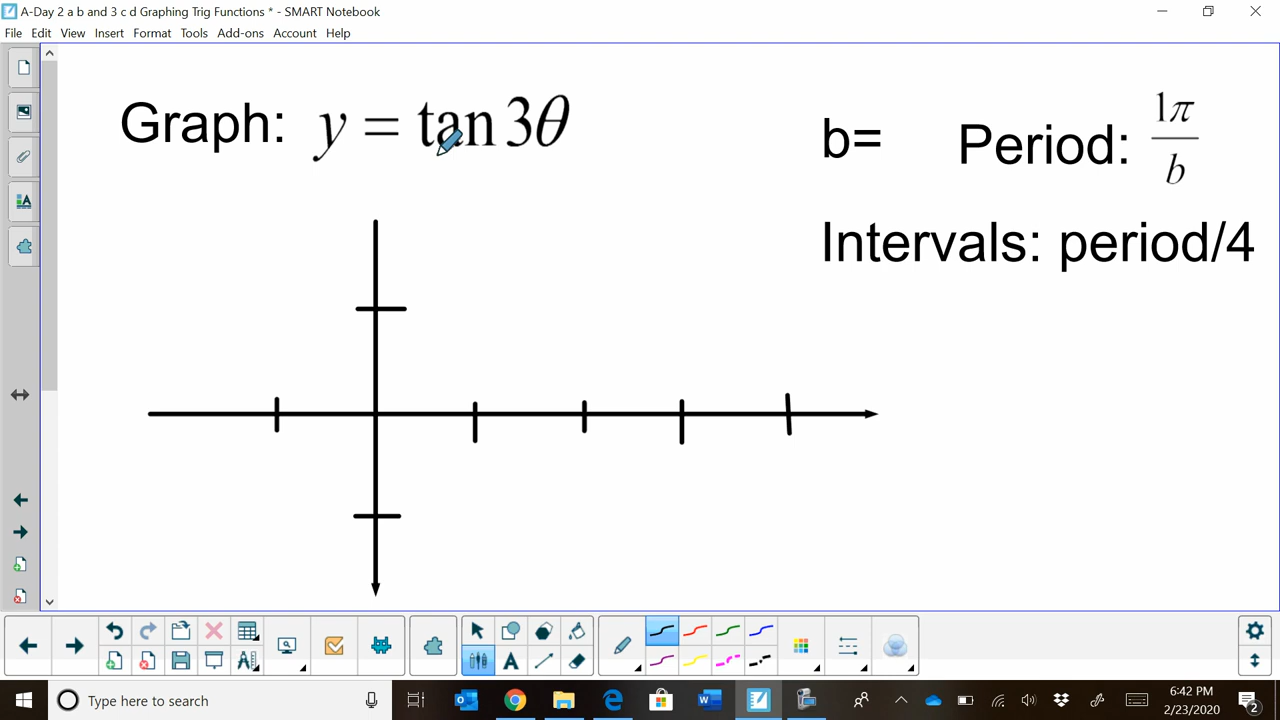 A-Day 2 a b and 3 c d Graphing Trig Functions * - SMART Notebook
File Edit View Insert Format Tools Add-ons Account Help
Graph: y = tan 3θ
b= Period: 1π/b
Intervals: period/4
Type here to search
6:42 PM
2/23/2020
2